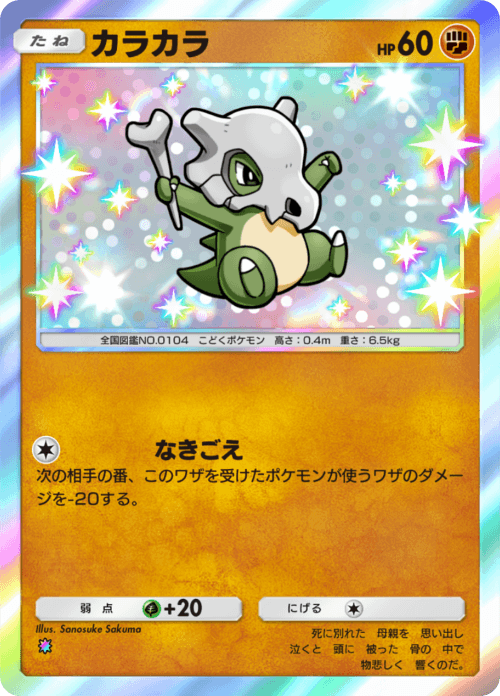 たね カラカラ HP60
全国図鑑NO.0104 こどくポケモン 高さ:0.4m 重さ:6.5kg
なきごえ
次の相手の番、このワザを受けたポケモンが使うワザのダメー
ジを-20する。
弱点 +20 にげる
Illus. Sanosuke Sakuma
死に別れた 母親を 思い出し
泣くと 頭に 被った 骨の 中で
物悲しく 響くのだ。